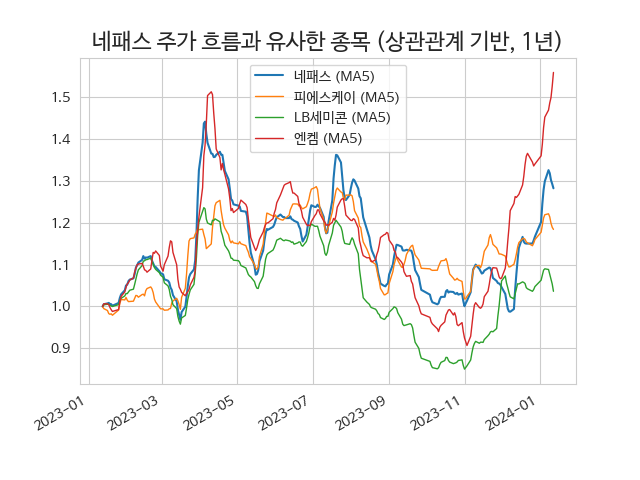 네패스 주가 흐름과 유사한 종목 (상관관계 기반, 1년)
네패스 (MA5)
피에스케이 (MA5)
LB세미콘 (MA5)
엔켐 (MA5)
1.5
1.4
1.3
1.2
1.1
1.0
0.9
2023-01
2023-03
2023-05
2023-07
2023-09
2023-11
2024-01